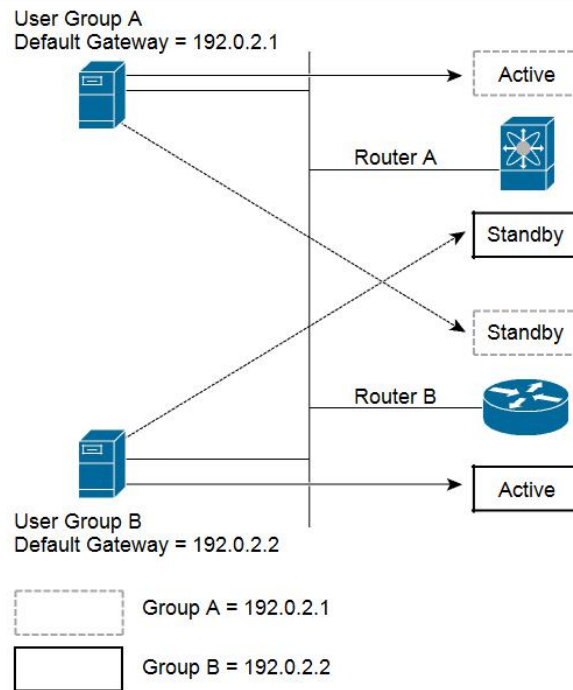 User Group A
Default Gateway = 192.0.2.1
Active
Router A
Standby
Standby
Router B
Active
User Group B
Default Gateway = 192.0.2.2
Group A = 192.0.2.1
Group B = 192.0.2.2